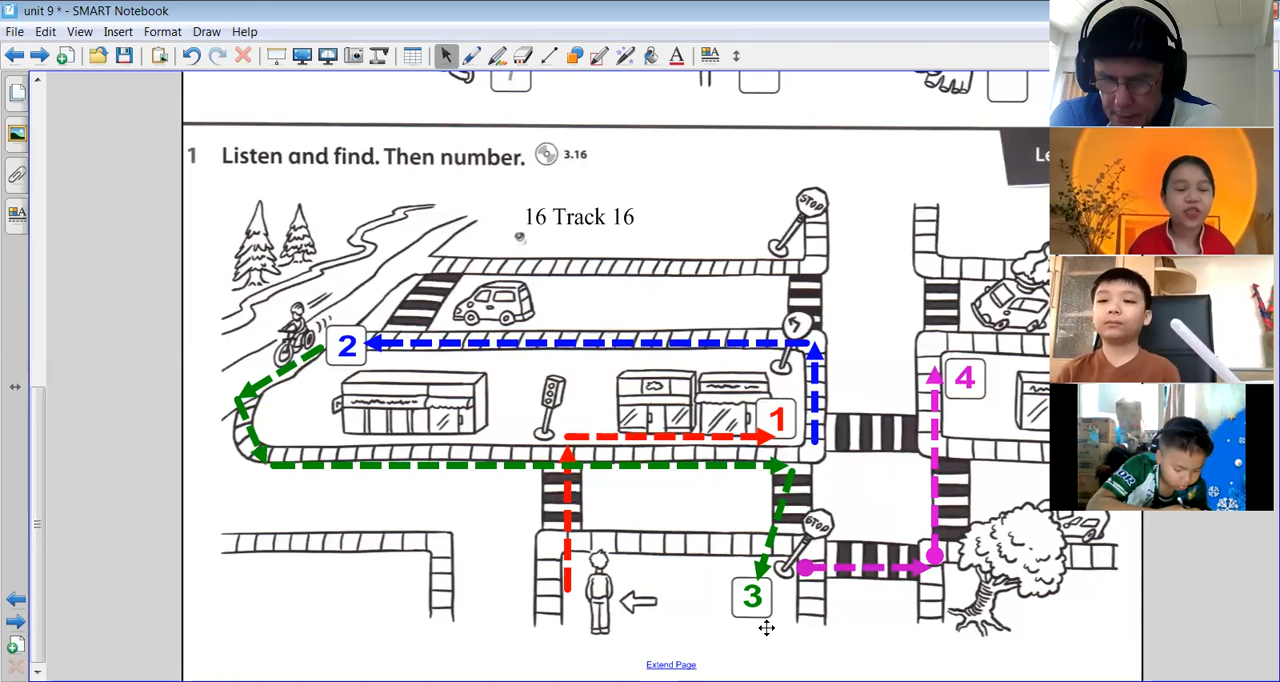 unit 9 * - SMART Notebook
File Edit View Insert Format Draw Help
1 Listen and find. Then number. 3.16
Le
16 Track 16
STOP
2
4
1
STOP
3
Extend Page